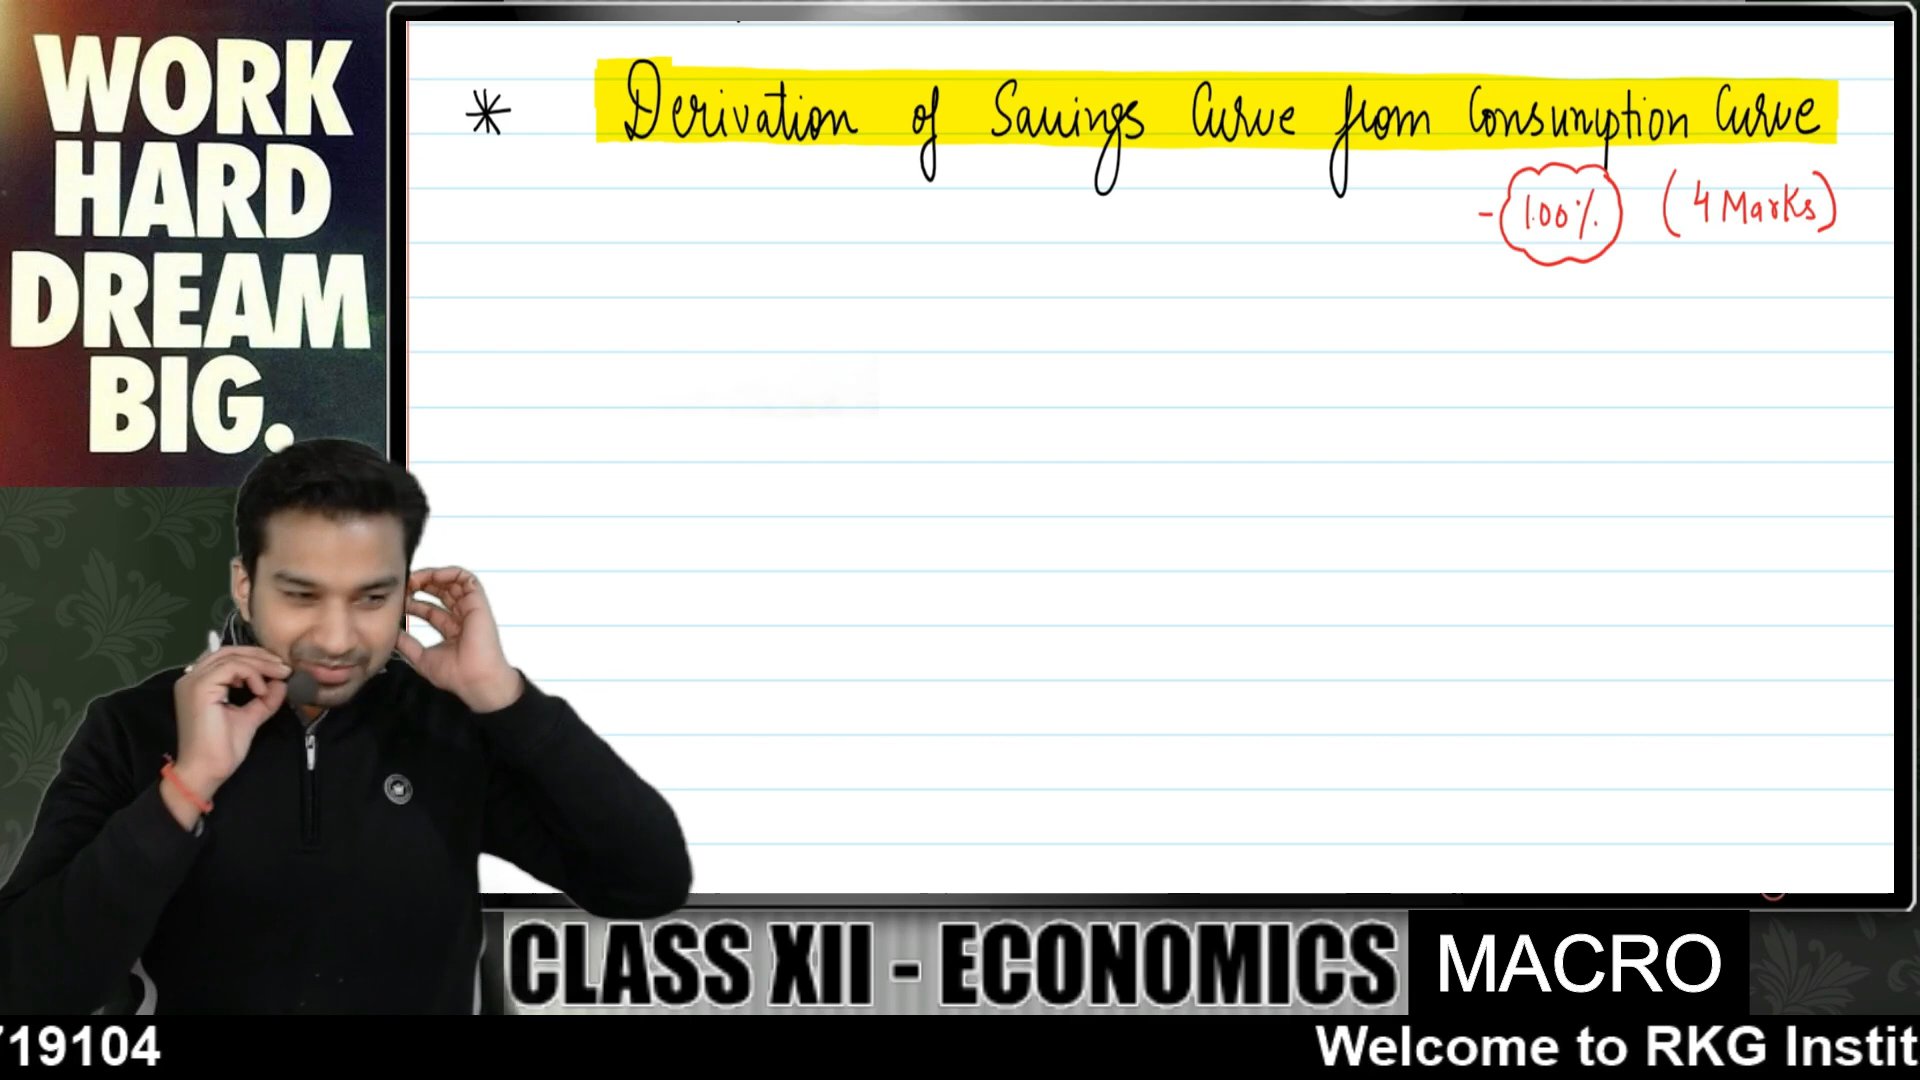 WORK
HARD
DREAM
BIG.
* Derivation of Savings Curve from Consumption Curve
- 100% (4 Marks)
CLASS XII - ECONOMICS MACRO
719104 Welcome to RKG Instit